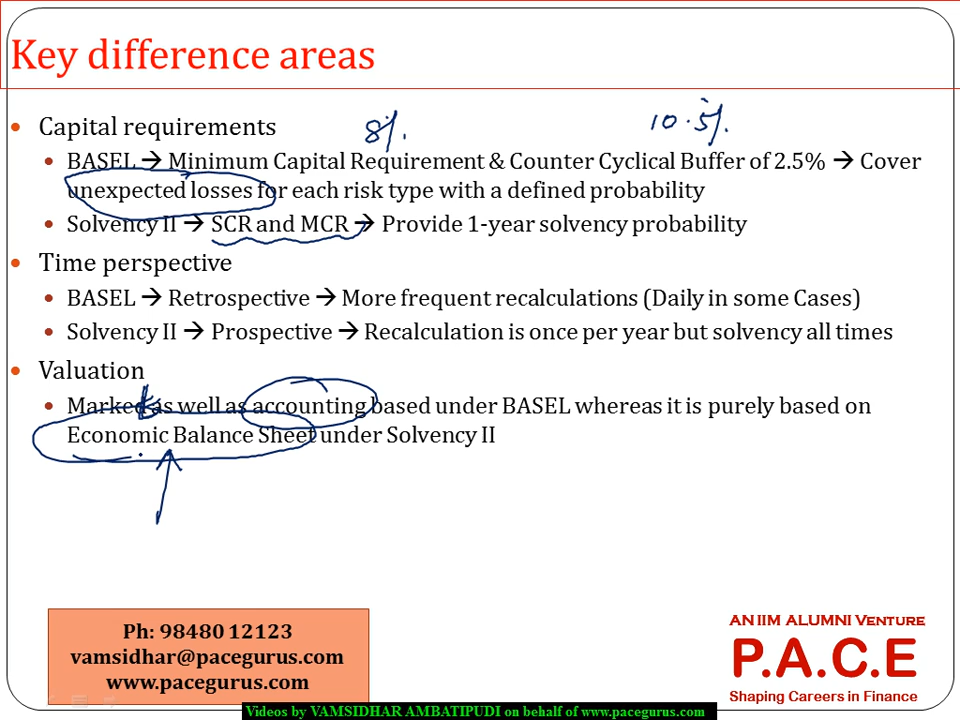 Key difference areas
• Capital requirements
8%.
10.5%.
• BASEL → Minimum Capital Requirement & Counter Cyclical Buffer of 2.5% → Cover
unexpected losses for each risk type with a defined probability
• Solvency II → SCR and MCR → Provide 1-year solvency probability
• Time perspective
• BASEL → Retrospective → More frequent recalculations (Daily in some Cases)
• Solvency II → Prospective → Recalculation is once per year but solvency all times
• Valuation
• Marked as well as accounting based under BASEL whereas it is purely based on
Economic Balance Sheet under Solvency II
Ph: 98480 12123
vamsidhar@pacegurus.com
www.pacegurus.com
AN IIM ALUMNI VENTURE
P.A.C.E
Shaping Careers in Finance
Videos by VAMSIDHAR AMBATIPUDI on behalf of www.pacegurus.com